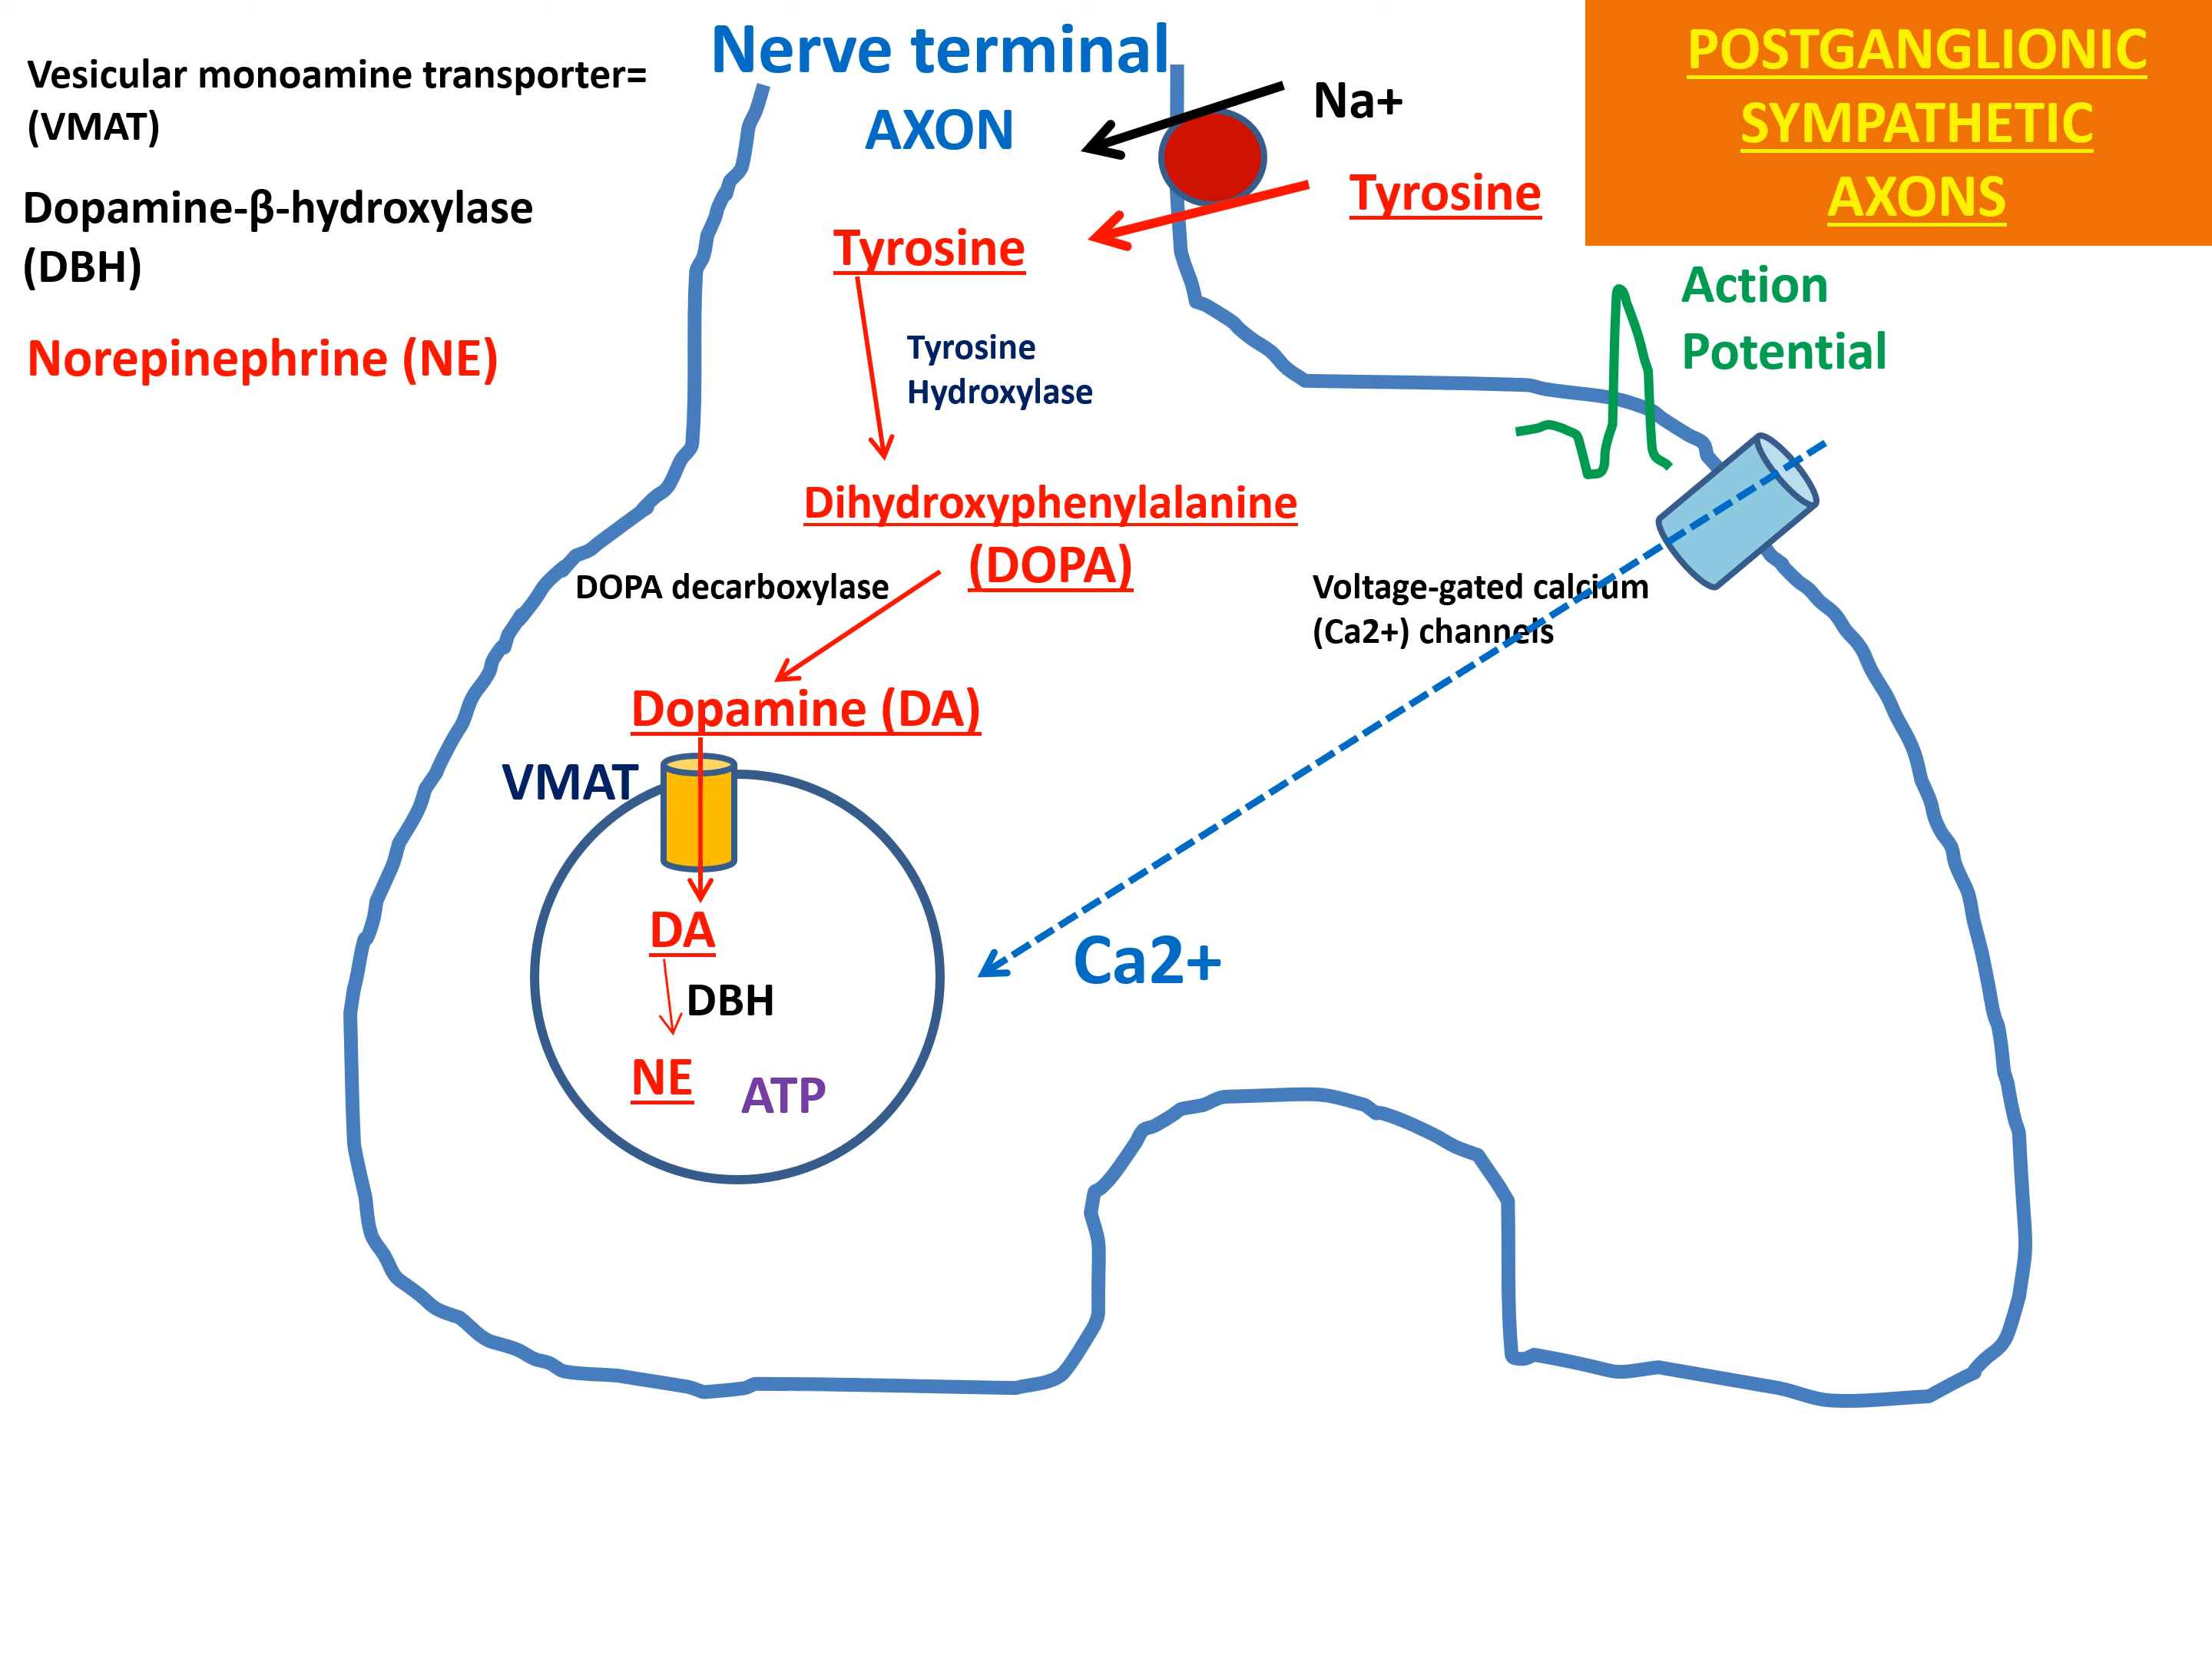 Nerve terminal
AXON
POSTGANGLIONIC
SYMPATHETIC
AXONS
Vesicular monoamine transporter=
(VMAT)
Dopamine-β-hydroxylase
(DBH)
Norepinephrine (NE)
Na+
Tyrosine
Tyrosine
Tyrosine
Hydroxylase
Action
Potential
Dihydroxyphenylalanine
(DOPA)
DOPA decarboxylase
Voltage-gated calcium
(Ca2+) channels
Dopamine (DA)
VMAT
DA
DBH
NE
ATP
Ca2+